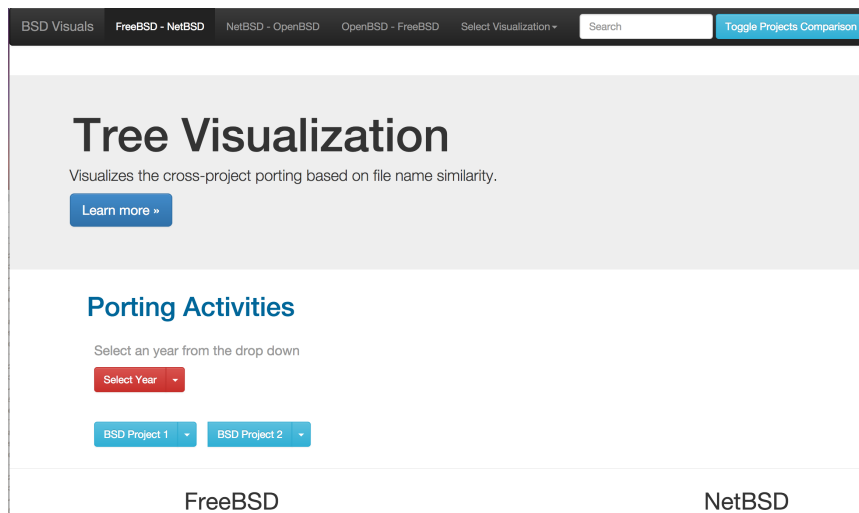 BSD Visuals FreeBSD - NetBSD NetBSD - OpenBSD OpenBSD - FreeBSD Select Visualization Search Toggle Projects Comparison
Tree Visualization
Visualizes the cross-project porting based on file name similarity.
Learn more »
Porting Activities
Select an year from the drop down
Select Year
BSD Project 1 BSD Project 2
FreeBSD NetBSD